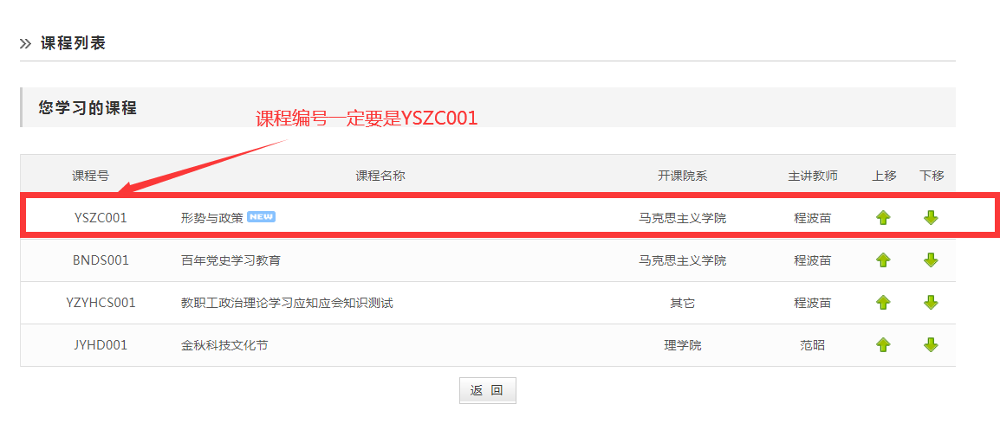 课程列表
您学习的课程
课程编号一定要是YSZC001
课程号 课程名称 开课院系 主讲教师 上移 下移
YSZC001 形势与政策 NEW 马克思主义学院 程波苗
BNDS001 百年党史学习教育 马克思主义学院 程波苗
YZYHCS001 教职工政治理论学习应知应会知识测试 其它 程波苗
JYHD001 金秋科技文化节 理学院 范昭
返 回